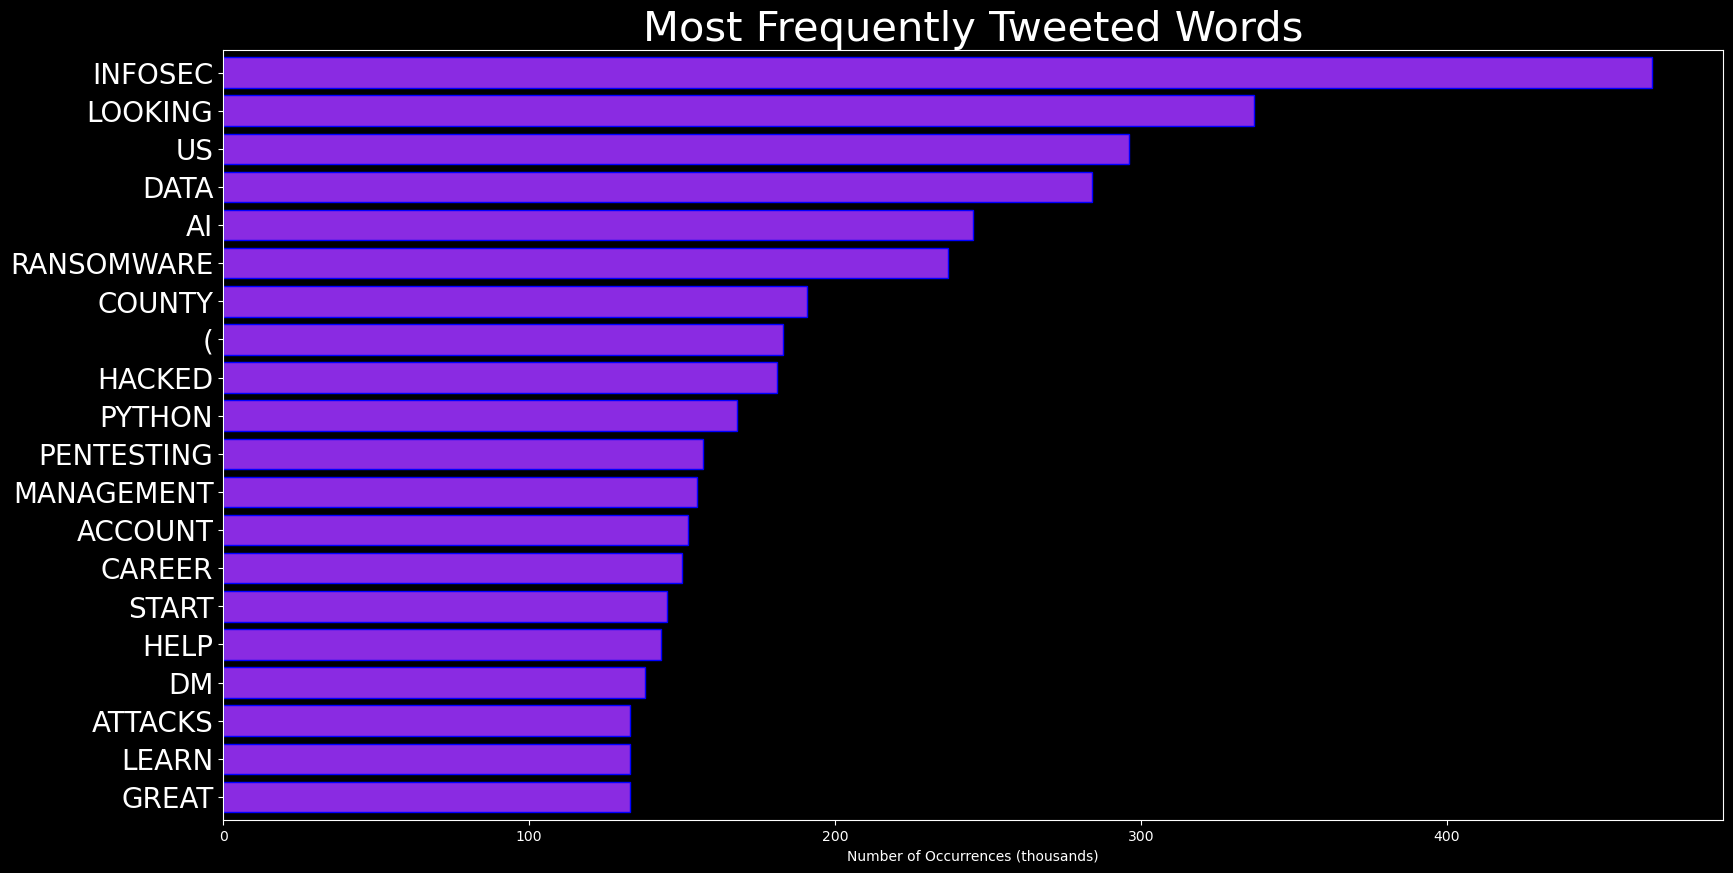 Most Frequently Tweeted Words
INFOSEC
LOOKING
US
DATA
AI
RANSOMWARE
COUNTY
(
HACKED
PYTHON
PENTESTING
MANAGEMENT
ACCOUNT
CAREER
START
HELP
DM
ATTACKS
LEARN
GREAT
0 100 200 300 400
Number of Occurrences (thousands)